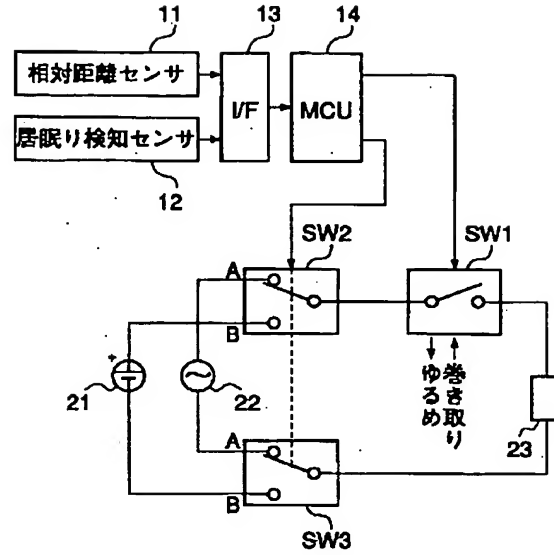 11
13
14
相対距離センサ
I/F
MCU
居眠り検知センサ
12
SW2
SW1
A
B
+
21
22
ゆるめ
巻き取り
23
A
B
SW3